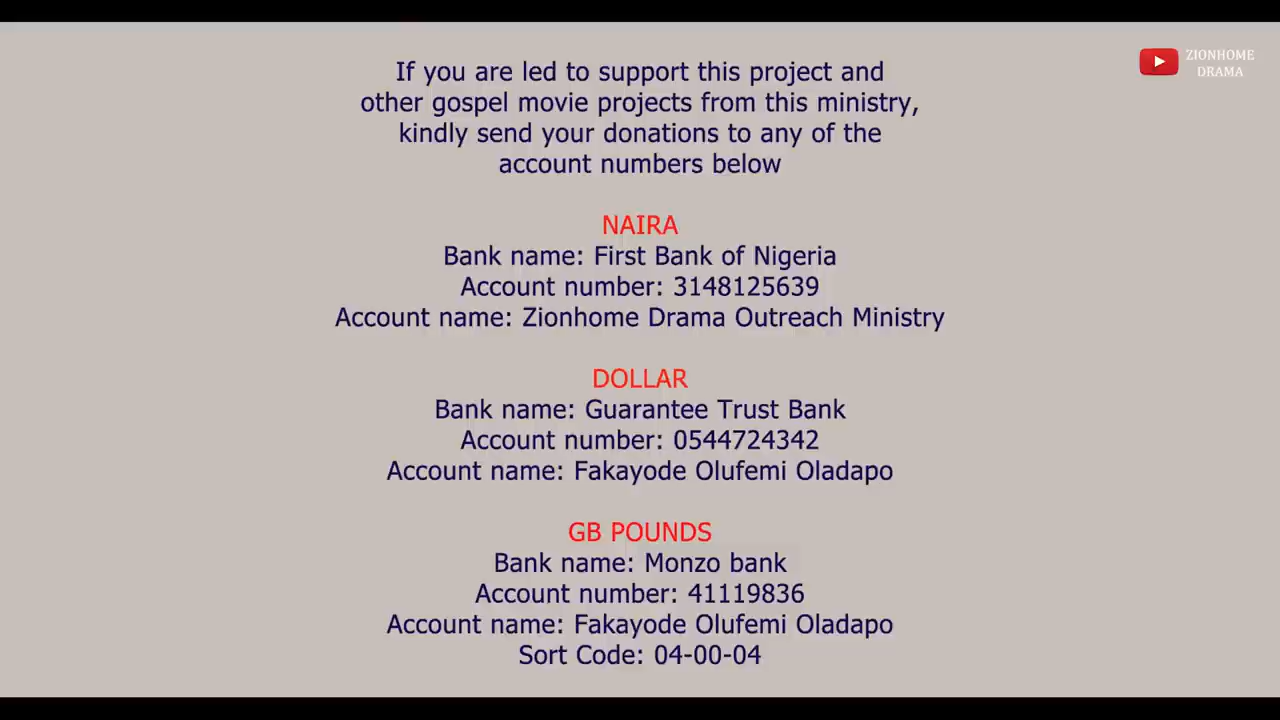 ZIONHOME
DRAMA
If you are led to support this project and
other gospel movie projects from this ministry,
kindly send your donations to any of the
account numbers below
NAIRA
Bank name: First Bank of Nigeria
Account number: 3148125639
Account name: Zionhome Drama Outreach Ministry
DOLLAR
Bank name: Guarantee Trust Bank
Account number: 0544724342
Account name: Fakayode Olufemi Oladapo
GB POUNDS
Bank name: Monzo bank
Account number: 41119836
Account name: Fakayode Olufemi Oladapo
Sort Code: 04-00-04